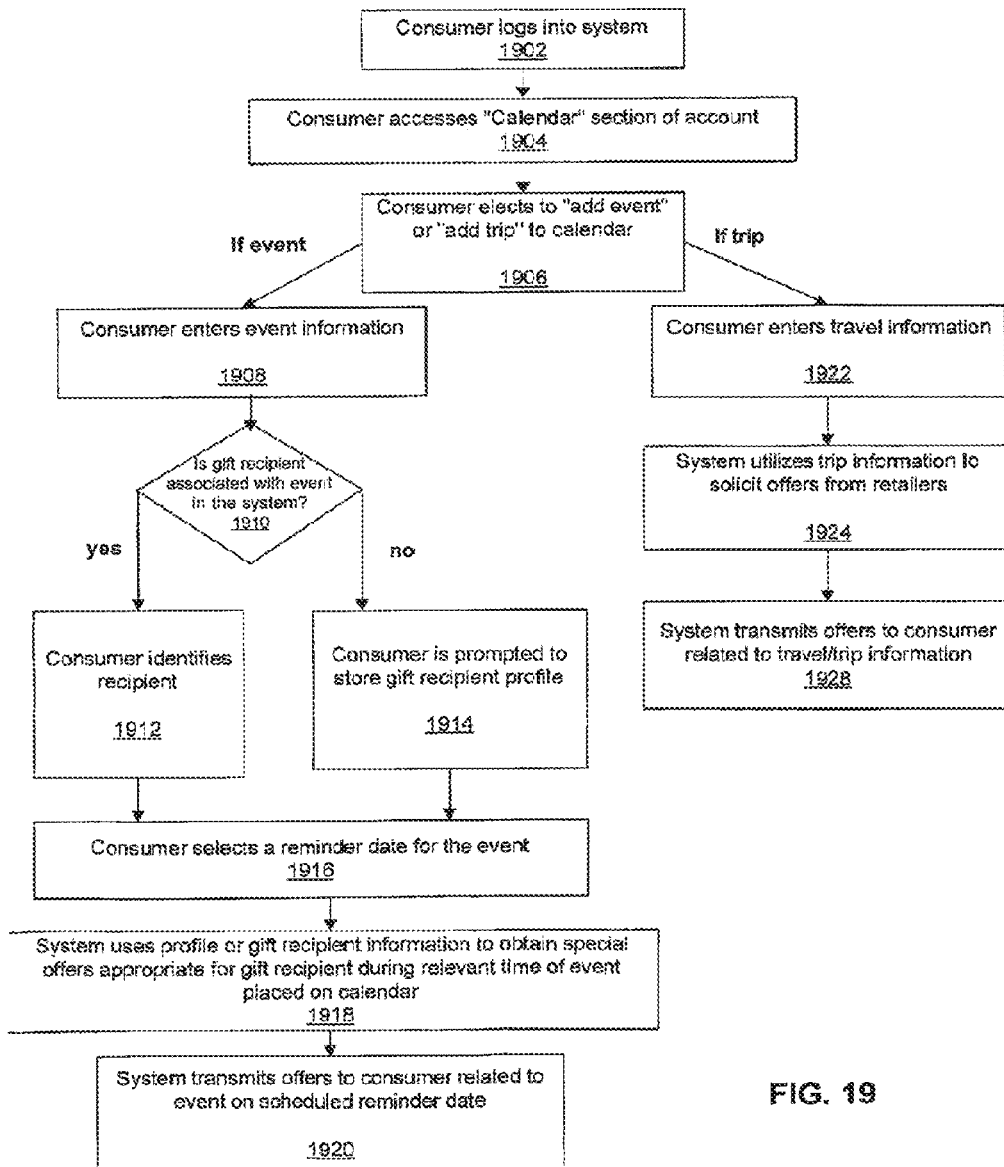 Consumer logs into system
1902
Consumer accesses "Calendar" section of account
1904
Consumer elects to "add event"
or "add trip" to calendar
1906
If event
If trip
Consumer enters event information
1908
Consumer enters travel information
1922
Is gift recipient
associated with event
in the system?
1910
yes
no
System utilizes trip information to
solicit offers from retailers
1924
Consumer identifies
recipient
1912
Consumer is prompted to
store gift recipient profile
1914
System transmits offers to consumer
related to travel/trip information
1928
Consumer selects a reminder date for the event
1916
System uses profile or gift recipient information to obtain special
offers appropriate for gift recipient during relevant time of event
placed on calendar
1918
System transmits offers to consumer related to
event on scheduled reminder date
1920
FIG. 19